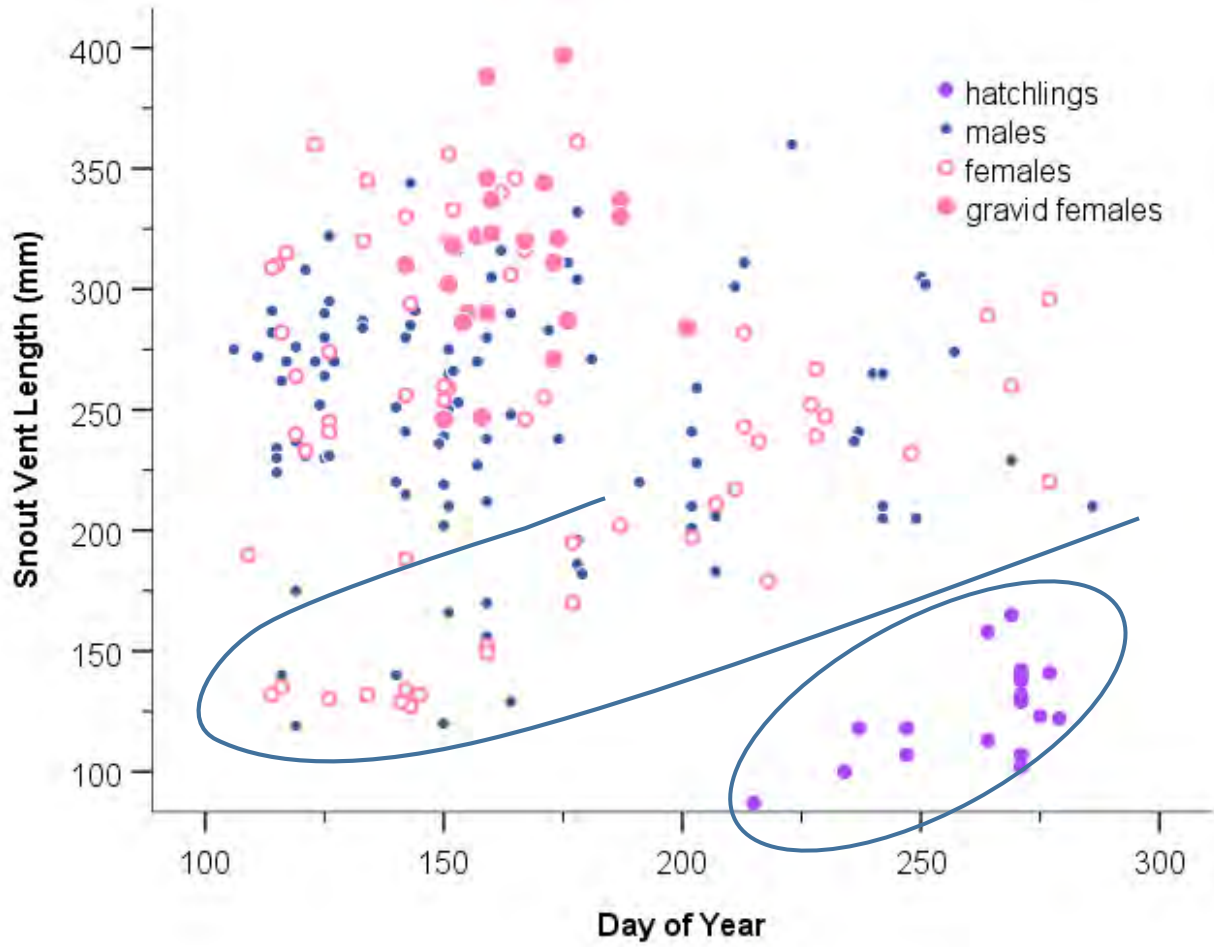 400
350
300
250
200
150
100
Snout Vent Length (mm)
hatchlings
males
females
gravid females
100 150 200 250 300
Day of Year